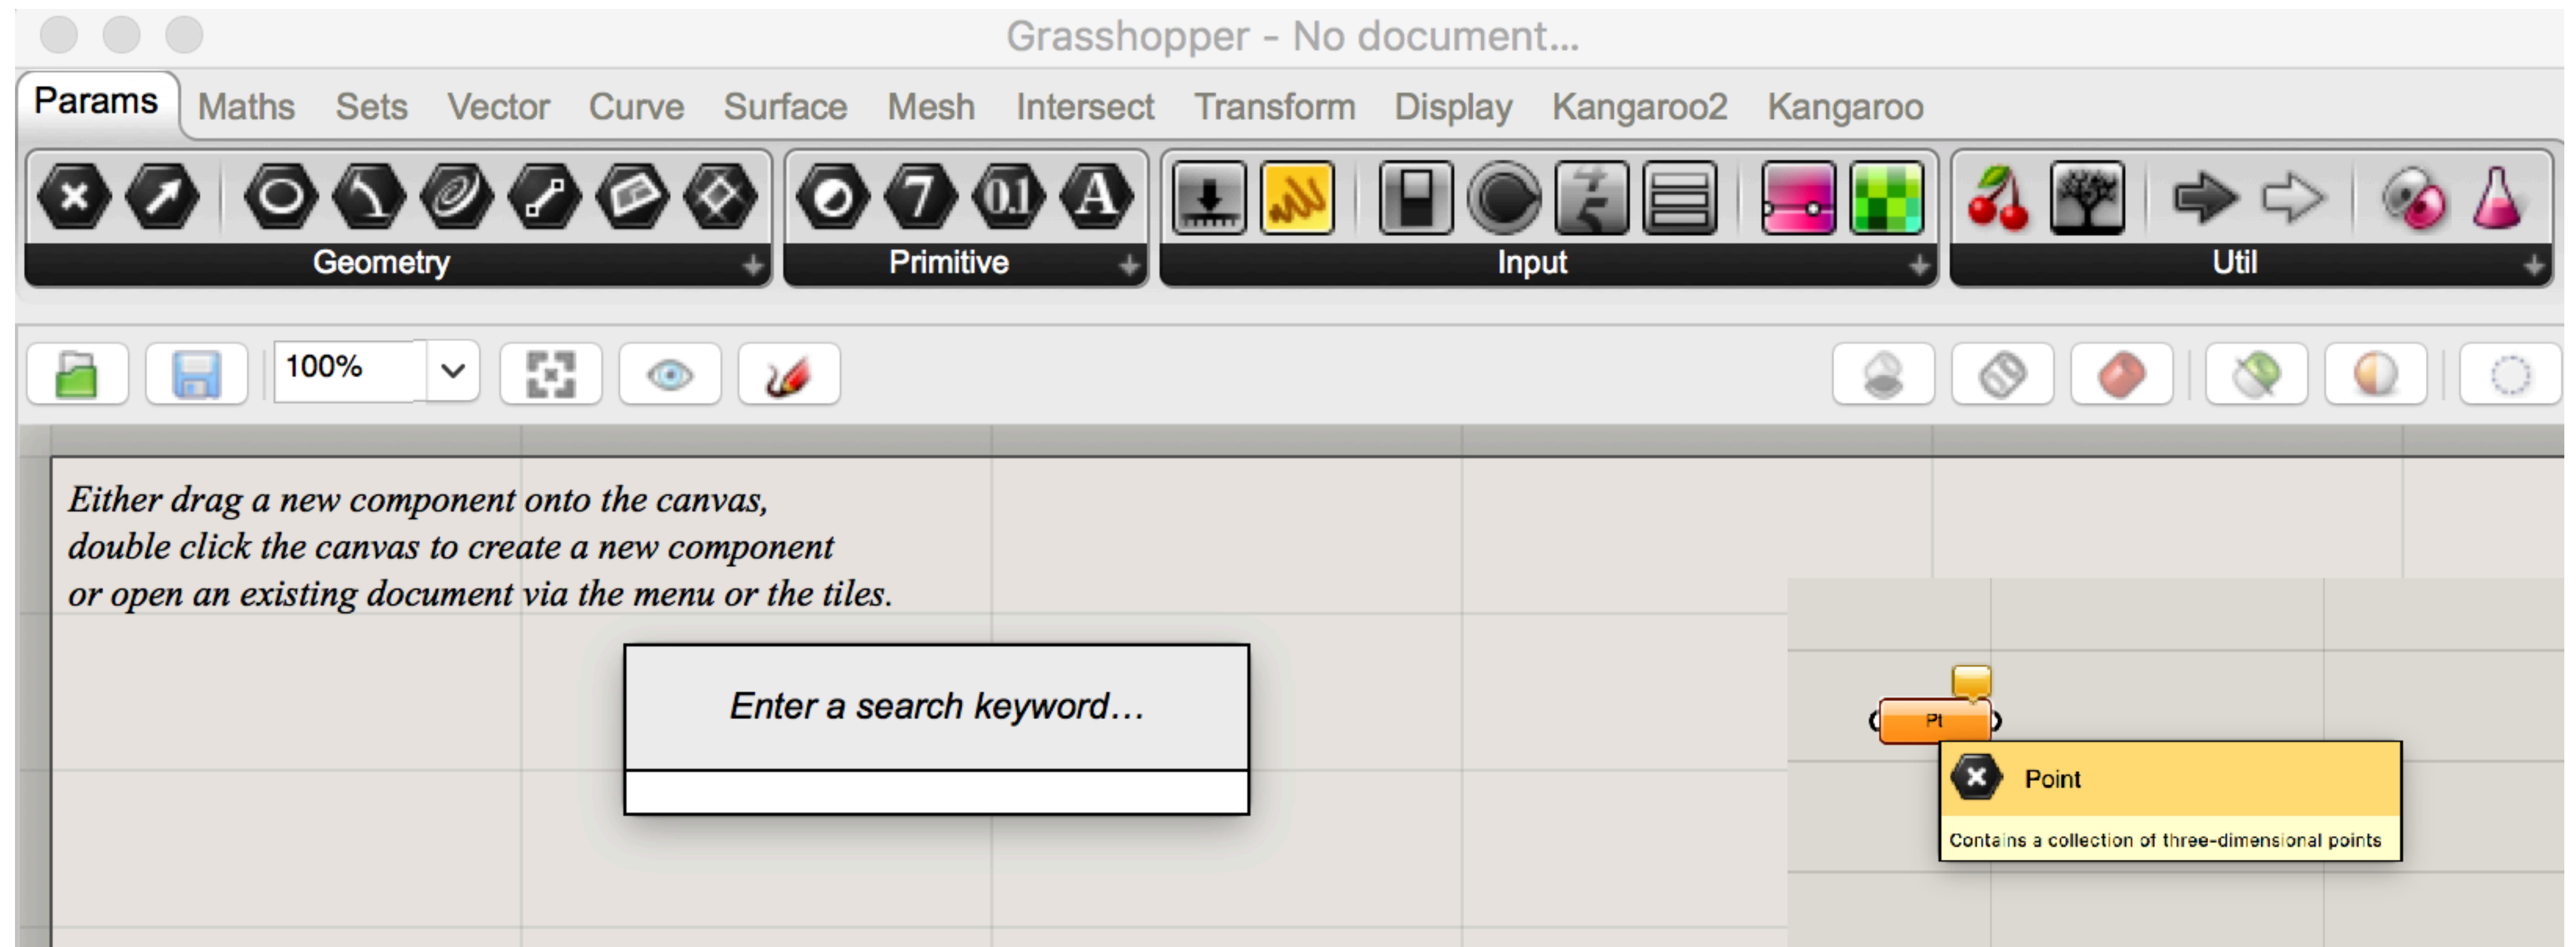 Grasshopper - No document...
Params Maths Sets Vector Curve Surface Mesh Intersect Transform Display Kangaroo2 Kangaroo
7 0.1 A 4 5
Geometry Primitive Input Util
100%
Either drag a new component onto the canvas,
double click the canvas to create a new component
or open an existing document via the menu or the tiles.
Enter a search keyword...
Pt
Point
Contains a collection of three-dimensional points